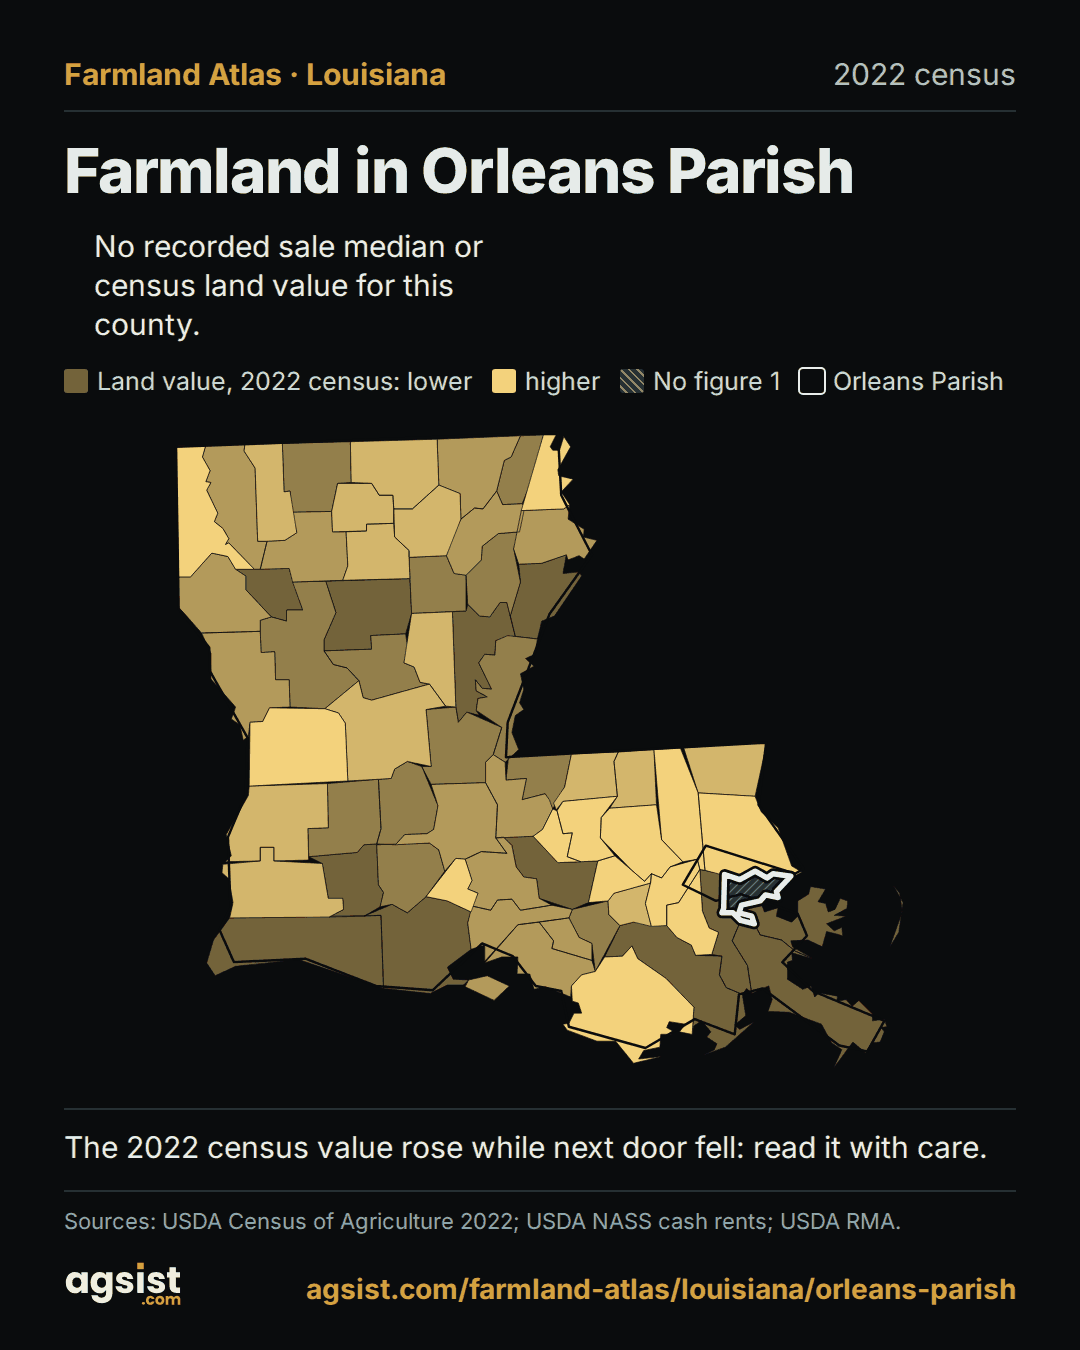 Farmland Atlas · Louisiana
2022 census
Farmland in Orleans Parish
No recorded sale median or
census land value for this
county.
Land value, 2022 census: lower
higher
No figure 1
Orleans Parish
The 2022 census value rose while next door fell: read it with care.
Sources: USDA Census of Agriculture 2022; USDA NASS cash rents; USDA RMA.
agsist
.com
agsist.com/farmland-atlas/louisiana/orleans-parish